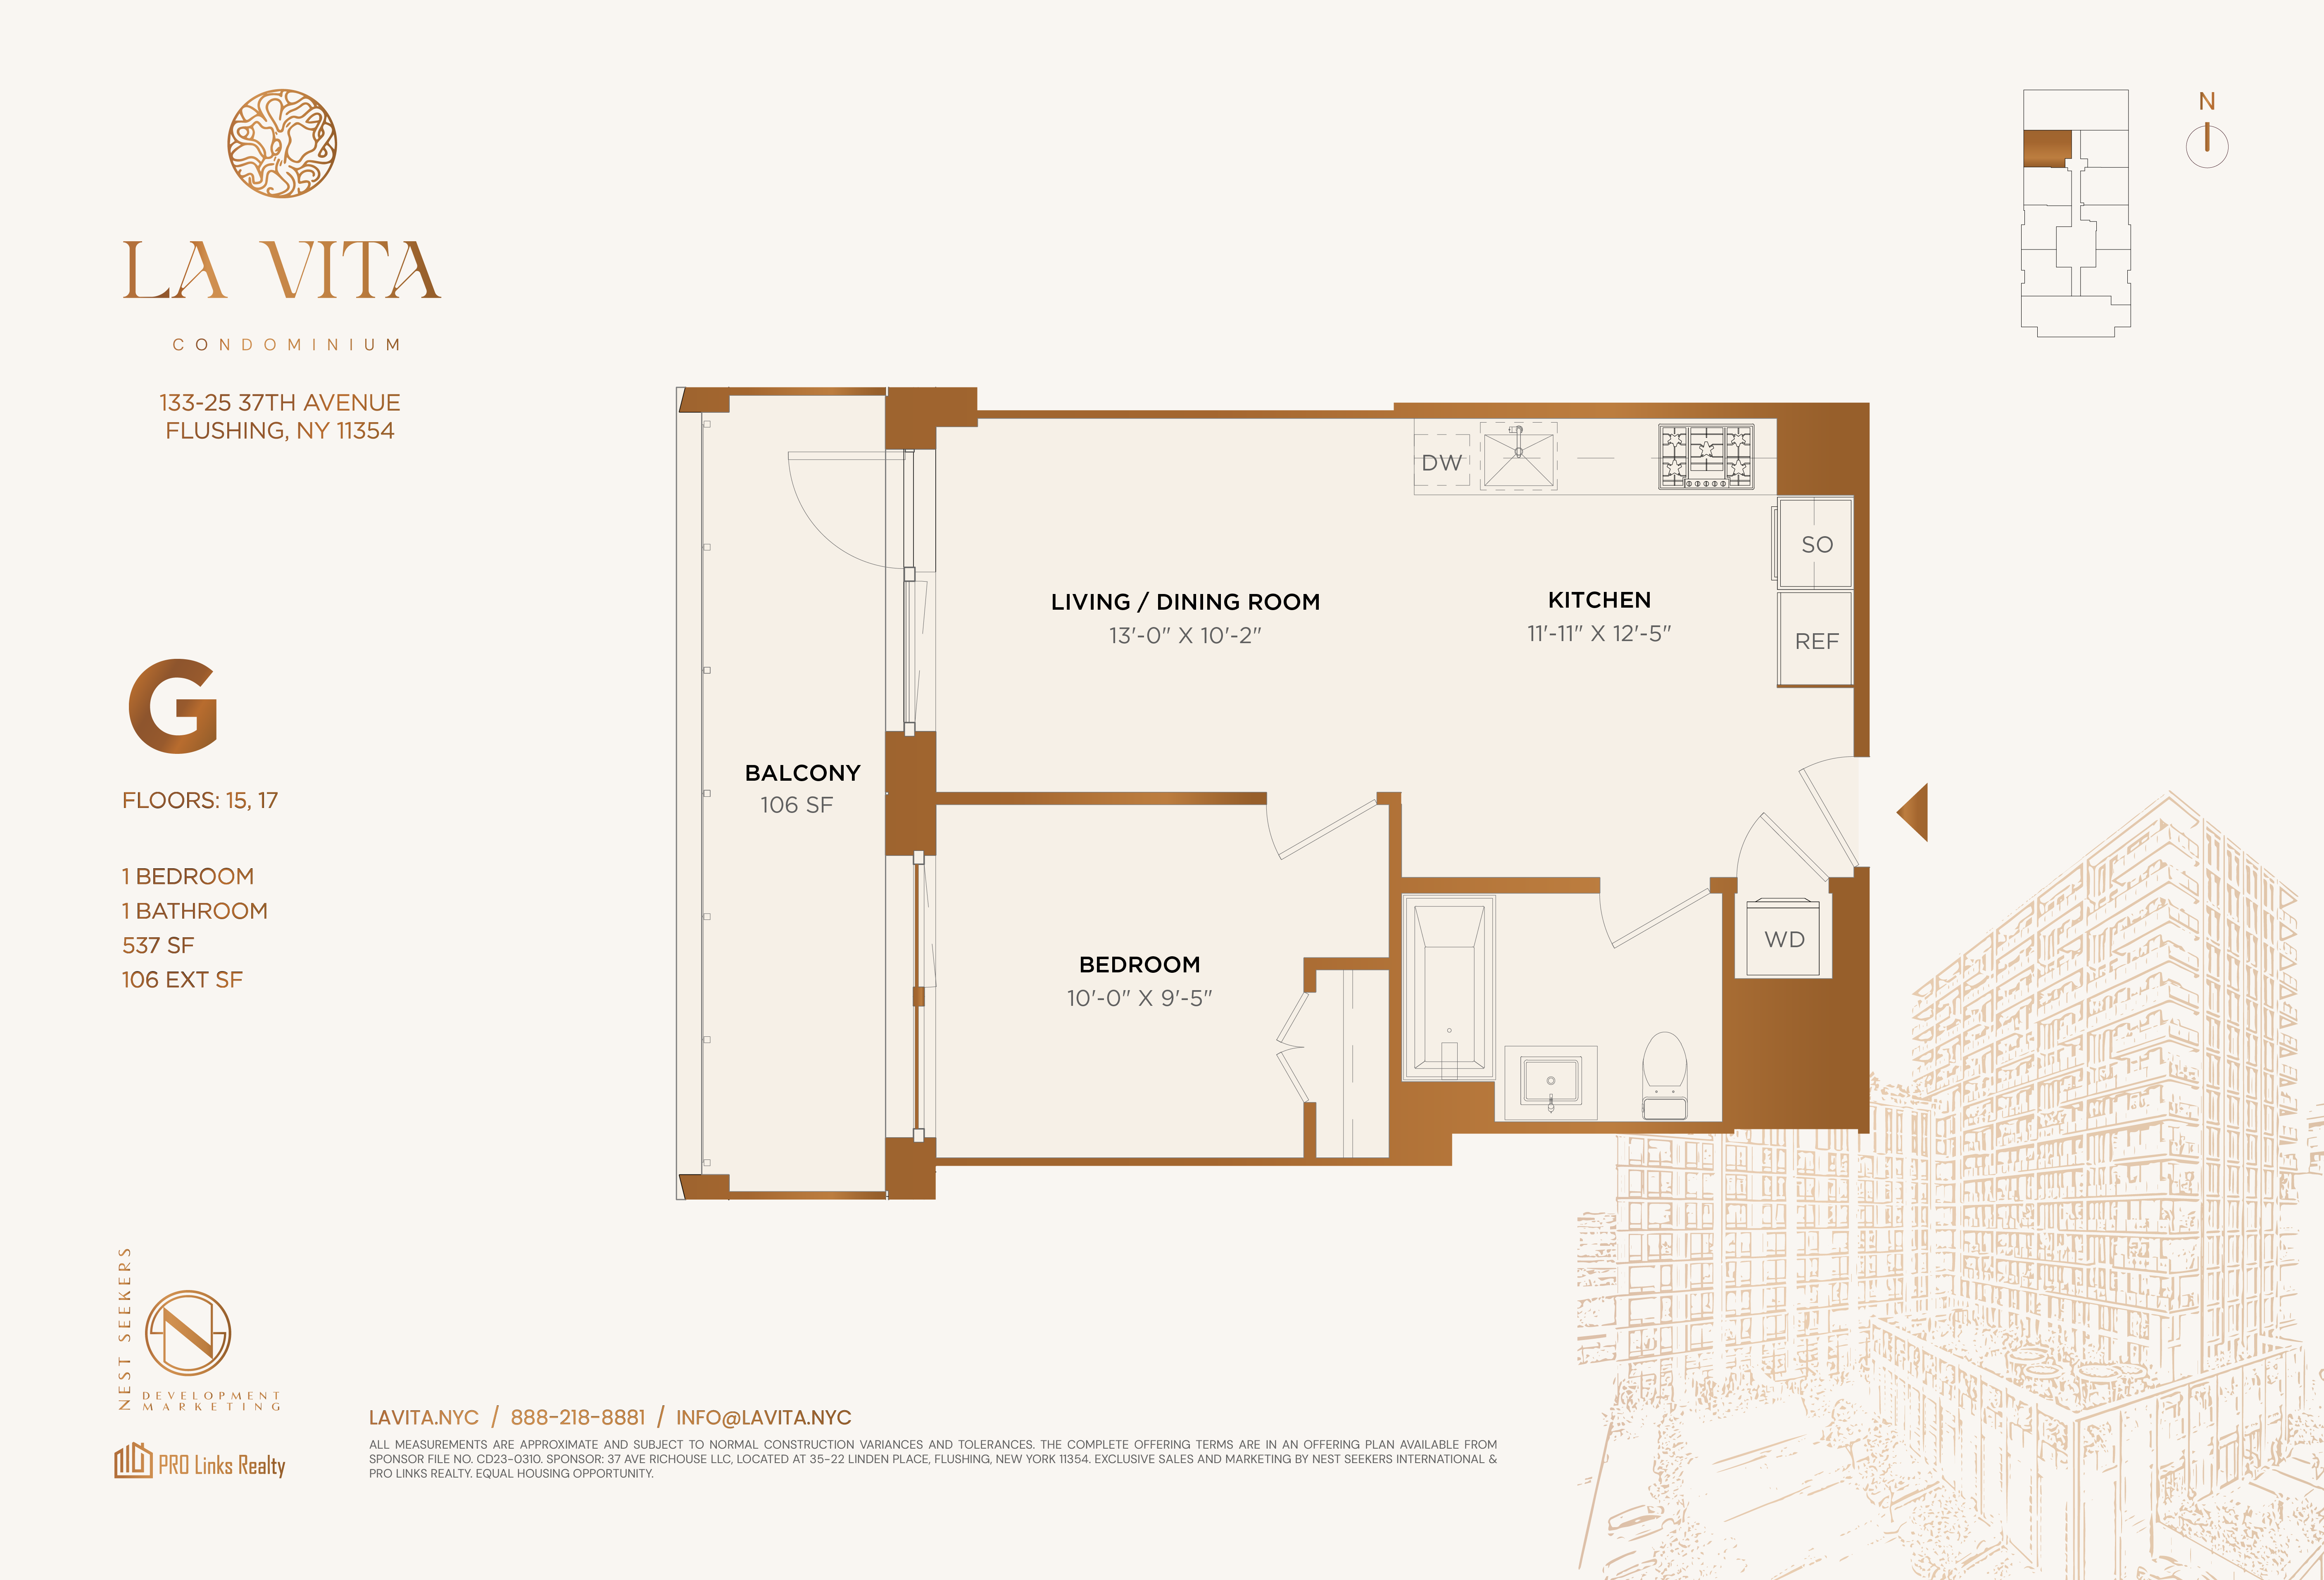 LA VITA
CONDOMINIUM
133-25 37TH AVENUE
FLUSHING, NY 11354
N
G
FLOORS: 15, 17
1 BEDROOM
1 BATHROOM
537 SF
106 EXT SF
DW
SO
REF
LIVING / DINING ROOM
13'-0" X 10'-2"
KITCHEN
11'-11" X 12'-5"
BALCONY
106 SF
BEDROOM
10'-0" X 9'-5"
WD
NEST SEEKERS
N
DEVELOPMENT
MARKETING
PRO Links Realty
LAVITA.NYC / 888-218-8881 / INFO@LAVITA.NYC
ALL MEASUREMENTS ARE APPROXIMATE AND SUBJECT TO NORMAL CONSTRUCTION VARIANCES AND TOLERANCES. THE COMPLETE OFFERING TERMS ARE IN AN OFFERING PLAN AVAILABLE FROM
SPONSOR FILE NO. CD23-0310. SPONSOR: 37 AVE RICHOUSE LLC, LOCATED AT 35-22 LINDEN PLACE, FLUSHING, NEW YORK 11354. EXCLUSIVE SALES AND MARKETING BY NEST SEEKERS INTERNATIONAL &
PRO LINKS REALTY. EQUAL HOUSING OPPORTUNITY.